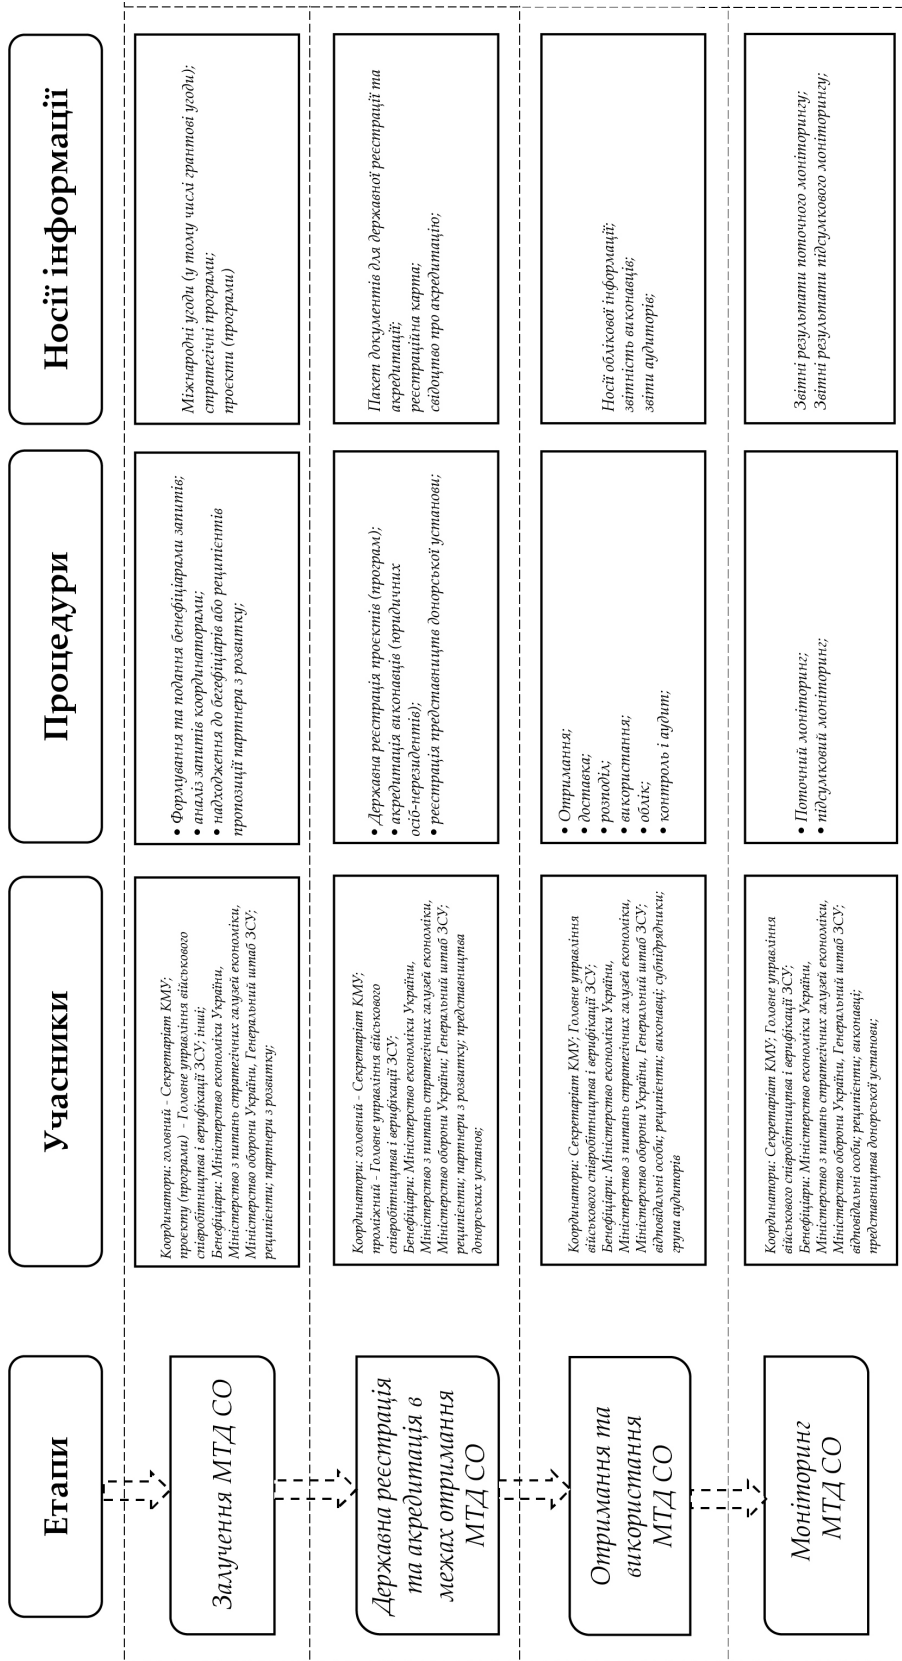 Етапи
Учасники
Процедури
Носії інформації
Залучення МТД СО
Координатори: головний - Секретаріат КМУ;
проєкту (програми) - Головне управління військового
співробітництва і верифікації ЗСУ; інші;
Бенефіціари: Міністерство економіки України,
Міністерство з питань стратегічних галузей економіки,
Міністерство оборони України, Генеральний штаб ЗСУ;
реципієнти; партнери з розвитку;
• Формування та подання бенефіціарами запитів;
• аналіз запитів координаторами;
• надходження до бегефіціарів або реципієнтів
пропозиції партнера з розвитку;
Міжнародні угоди (у тому числі грантові угоди);
стратегічні програми;
проєкти (програми)
Державна реєстрація
та акредитація в
межах отримання
МТД СО
Координатори: головний - Секретаріат КМУ;
проміжний - Головне управління військового
співробітництва і верифікації ЗСУ;
Бенефіціари: Міністерство економіки України,
Міністерство з питань стратегічних галузей економіки,
Міністерство оборони України; Генеральний штаб ЗСУ;
реципієнти; партнери з розвитку; представництва
донорських установ;
• Державна реєстрація проєктів (програм);
• акредитація виконавців (юридичних
осіб-нерезидентів);
• реєстрація представництв донорської установи;
Пакет документів для державної реєстрації та
акредитації;
реєстраційна карта;
свідоцтво про акредитацію;
Отримання та
використання
МТД СО
Координатори: Секретаріат КМУ; Головне управління
військового співробітництва і верифікації ЗСУ;
Бенефіціари: Міністерство економіки України,
Міністерство з питань стратегічних галузей економіки,
Міністерство оборони України, Генеральний штаб ЗСУ;
відповідальні особи; реципієнти; виконавці; субпідрядники;
група аудиторів
• Отримання;
• доставка;
• розподіл;
• використання;
• облік;
• контроль і аудит;
Носії облікової інформації;
звітність виконавців;
звіти аудиторів;
Моніторинг
МТД СО
Координатори: Секретаріат КМУ; Головне управління
військового співробітництва і верифікації ЗСУ;
Бенефіціари: Міністерство економіки України,
Міністерство з питань стратегічних галузей економіки,
Міністерство оборони України, Генеральний штаб ЗСУ;
відповідальні особи; реципієнти; виконавці;
представництва донорської установи;
• Поточний моніторинг;
• підсумковий моніторинг;
Звітні результати поточного моніторингу;
Звітні результати підсумкового моніторингу;